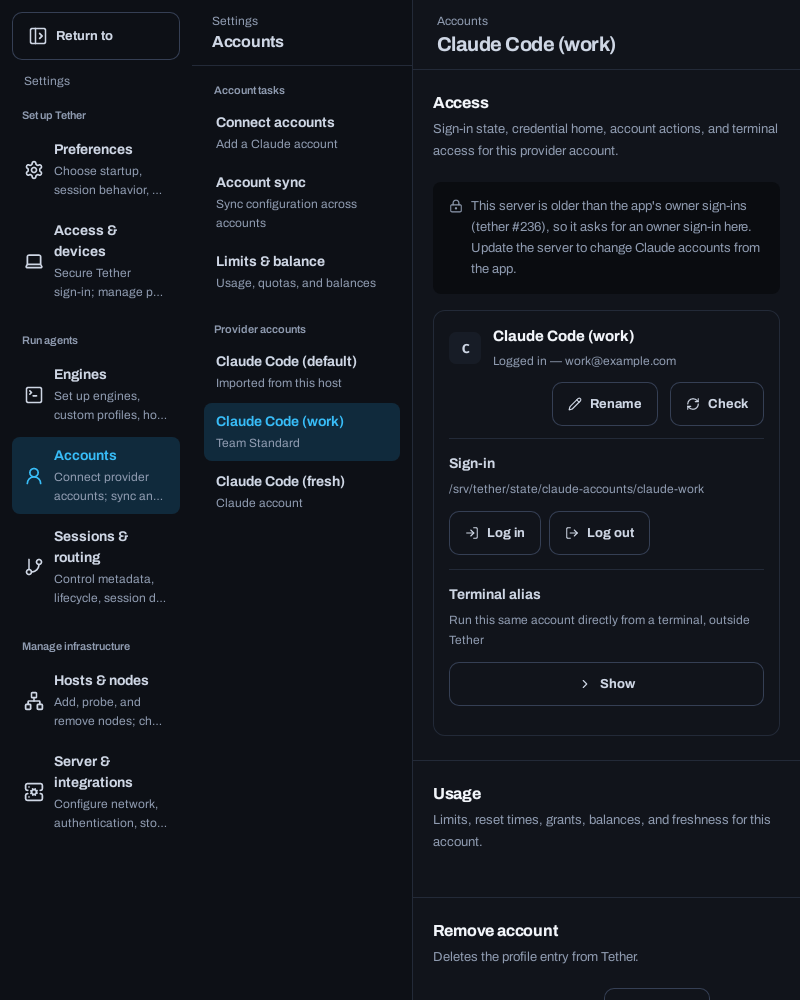 Return to
Settings
Set up Tether
Preferences
Choose startup,
session behavior, ...
Access &
devices
Secure Tether
sign-in; manage p...
Run agents
Engines
Set up engines,
custom profiles, ho...
Accounts
Connect provider
accounts; sync an...
Sessions &
routing
Control metadata,
lifecycle, session d...
Manage infrastructure
Hosts & nodes
Add, probe, and
remove nodes; ch...
Server &
integrations
Configure network,
authentication, sto...
Settings
Accounts
Account tasks
Connect accounts
Add a Claude account
Account sync
Sync configuration across
accounts
Limits & balance
Usage, quotas, and balances
Provider accounts
Claude Code (default)
Imported from this host
Claude Code (work)
Team Standard
Claude Code (fresh)
Claude account
Accounts
Claude Code (work)
Access
Sign-in state, credential home, account actions, and terminal
access for this provider account.
This server is older than the app's owner sign-ins
(tether #236), so it asks for an owner sign-in here.
Update the server to change Claude accounts from
the app.
C
Claude Code (work)
Logged in — work@example.com
Rename
Check
Sign-in
/srv/tether/state/claude-accounts/claude-work
Log in
Log out
Terminal alias
Run this same account directly from a terminal, outside
Tether
Show
Usage
Limits, reset times, grants, balances, and freshness for this
account.
Remove account
Deletes the profile entry from Tether.